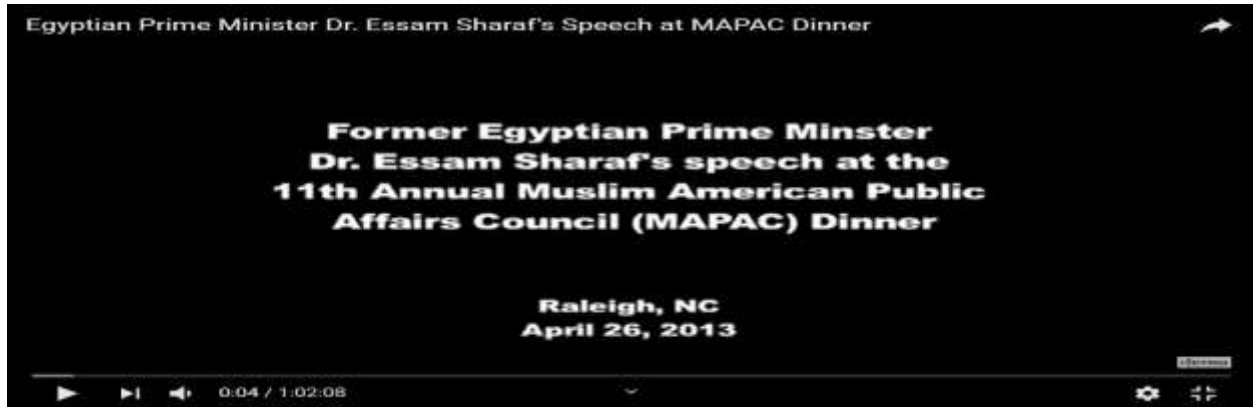 Egyptian Prime Minister Dr. Essam Sharaf's Speech at MAPAC Dinner
Former Egyptian Prime Minster
Dr. Essam Sharaf's speech at the
11th Annual Muslim American Public
Affairs Council (MAPAC) Dinner
Raleigh, NC
April 26, 2013
0:04 / 1:02:08